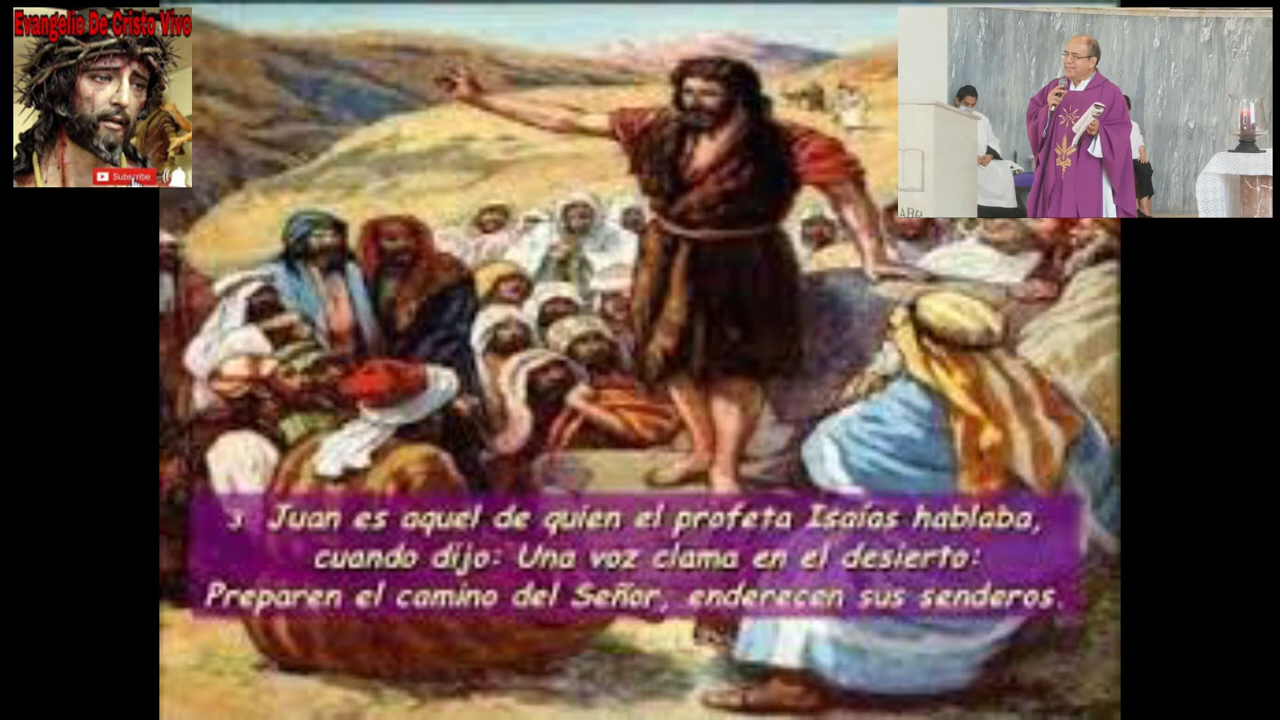 Evangelio De Cristo Vivo
Subscribe
ABR
3 Juan es aquel de quien el profeta Isaías hablaba,
cuando dijo: Una voz clama en el desierto:
Preparen el camino del Señor, enderecen sus senderos.